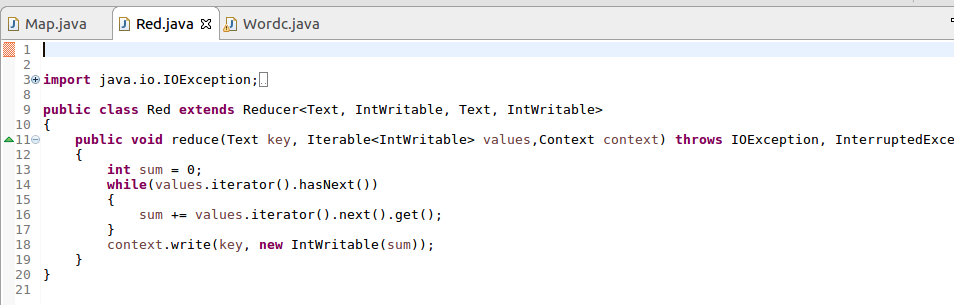 Map.java Red.java Wordc.java
1
2
3 import java.io.IOException;
8
9 public class Red extends Reducer<Text, IntWritable, Text, IntWritable>
10 {
11 public void reduce(Text key, Iterable<IntWritable> values,Context context) throws IOException, InterruptedExce
12 {
13 int sum = 0;
14 while(values.iterator().hasNext())
15 {
16 sum += values.iterator().next().get();
17 }
18 context.write(key, new IntWritable(sum));
19 }
20 }
21